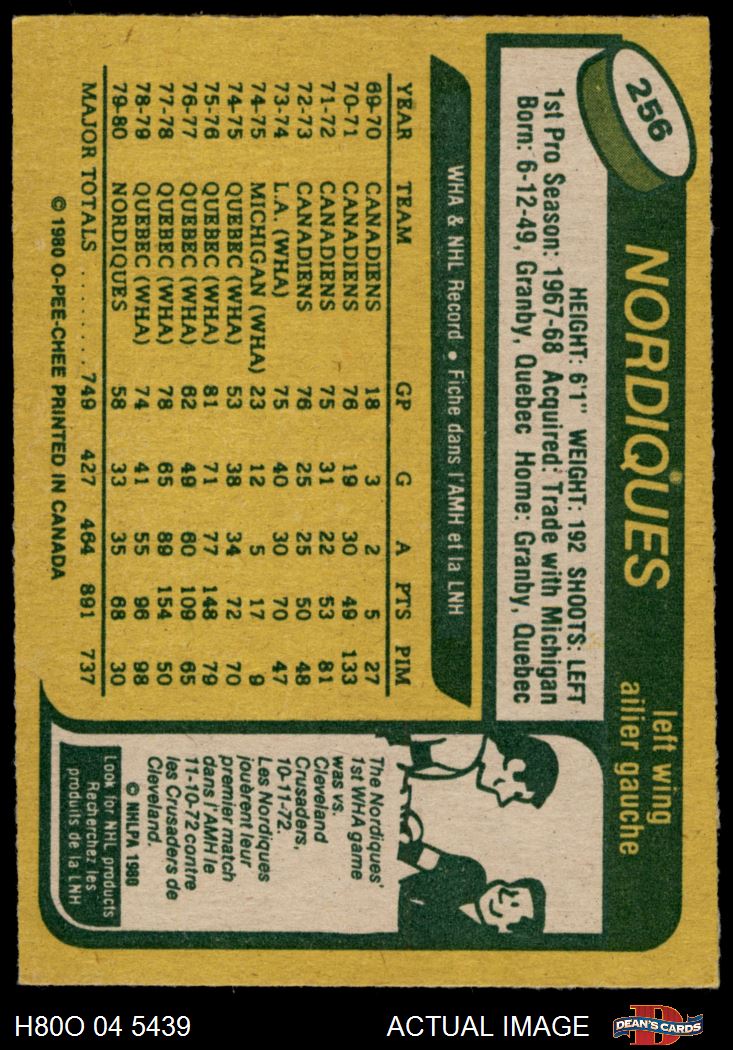 256
NORDIQUES
left wing
ailier gauche
HEIGHT: 6'1" WEIGHT: 192 SHOOTS: LEFT
1st Pro Season: 1967-68 Acquired: Trade with Michigan
Born: 6-12-49, Granby, Quebec Home: Granby, Quebec
WHA & NHL Record • Fiche dans l'AMH et la LNH
YEAR TEAM GP G A PTS PIM
69-70 CANADIENS 18 3 2 5 27
70-71 CANADIENS 76 19 30 49 133
71-72 CANADIENS 75 31 22 53 81
72-73 CANADIENS 76 25 25 50 48
73-74 L.A. (WHA) 75 40 30 70 47
74-75 MICHIGAN (WHA) 23 12 5 17 9
74-75 QUEBEC (WHA) 53 38 34 72 70
75-76 QUEBEC (WHA) 81 71 77 148 79
76-77 QUEBEC (WHA) 62 49 60 109 65
77-78 QUEBEC (WHA) 78 65 89 154 50
78-79 QUEBEC (WHA) 74 41 55 96 98
79-80 NORDIQUES 58 33 35 68 30
MAJOR TOTALS ........ 749 427 464 891 737
© 1980 O-PEE-CHEE PRINTED IN CANADA
The Nordiques'
1st WHA game
was vs.
Cleveland
Crusaders,
10-11-72.
Les Nordiques
jouèrent leur
premier match
dans l'AMH le
11-10-72 contre
les Crusaders de
Cleveland.
© NHLPA 1980
Look for NHL products
Recherchez les
produits de la LNH
H80O 04 5439
ACTUAL IMAGE
D
DEAN'S CARDS